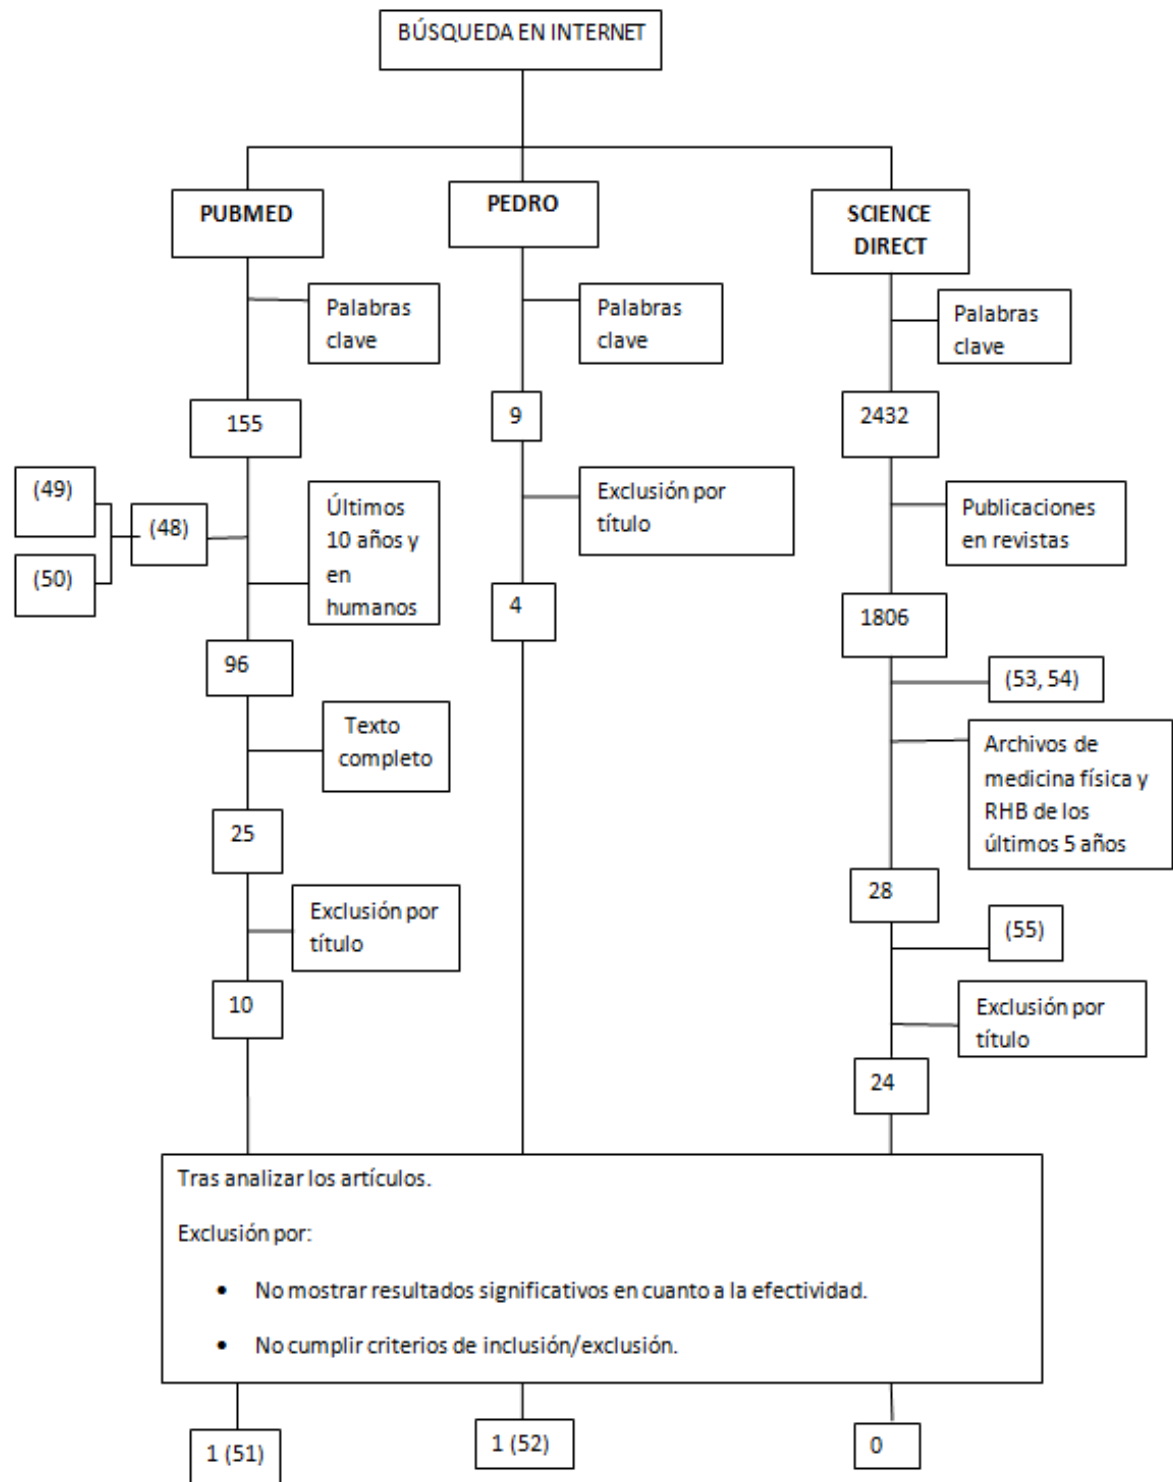 BÚSQUEDA EN INTERNET
PUBMED
PEDRO
SCIENCE
DIRECT
Palabras
clave
Palabras
clave
Palabras
clave
155
9
2432
(49)
(48)
(50)
Últimos
10 años y
en
humanos
Exclusión por
título
Publicaciones
en revistas
96
4
1806
(53, 54)
Texto
completo
Archivos de
medicina física y
RHB de los
últimos 5 años
25
28
Exclusión por
título
(55)
10
Exclusión por
título
24
Tras analizar los artículos.
Exclusión por:
• No mostrar resultados significativos en cuanto a la efectividad.
• No cumplir criterios de inclusión/exclusión.
1 (51)
1 (52)
0